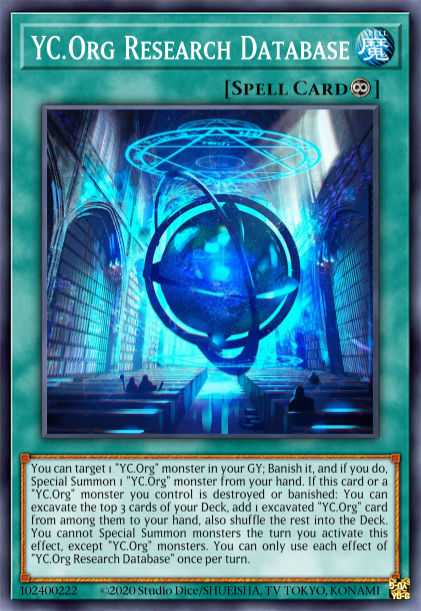 YC.Org Research Database
SPELL
魔
[Spell Card ]
You can target 1 "YC.Org" monster in your GY; Banish it, and if you do,
Special Summon 1 "YC.Org" monster from your hand. If this card or a
"YC.Org" monster you control is destroyed or banished: You can
excavate the top 3 cards of your Deck, add 1 excavated "YC.Org" card
from among them to your hand, also shuffle the rest into the Deck.
You cannot Special Summon monsters the turn you activate this
effect, except "YC.Org" monsters. You can only use each effect of
"YC.Org Research Database" once per turn.
102400222 ©2020 Studio Dice/SHUEISHA, TV TOKYO, KONAMI